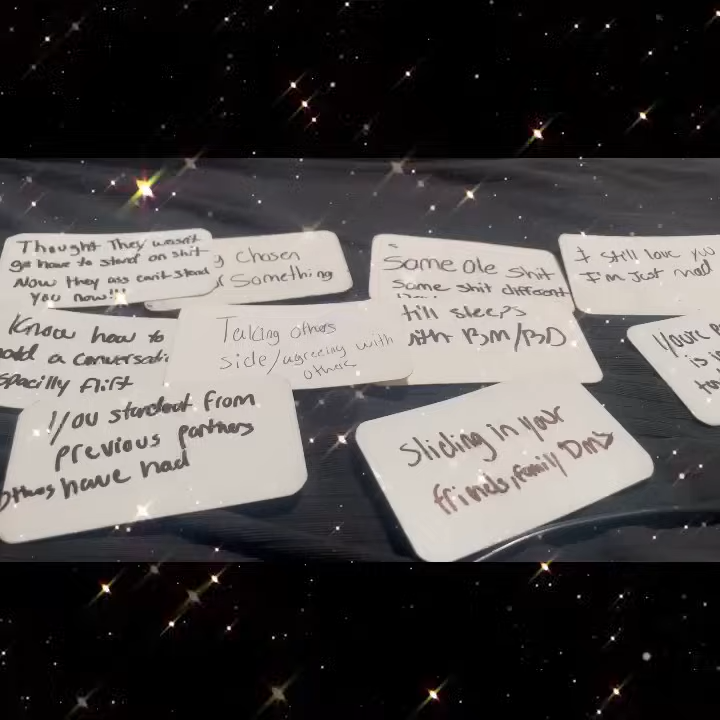 Thought They wasn't
go have to stand on shit
Now they ass can't stand
you now!!!
Chosen
Something
Same ole shit
Same shit different
I still love you
I'm Just mad
Know how to
a conversati
spacilly flirt
Taking others
side/agreeing with
others
till sleeps
with BM/BD
You're
is i
You standout from
previous partners
Others have had
Sliding in your
frineds, family Dm's